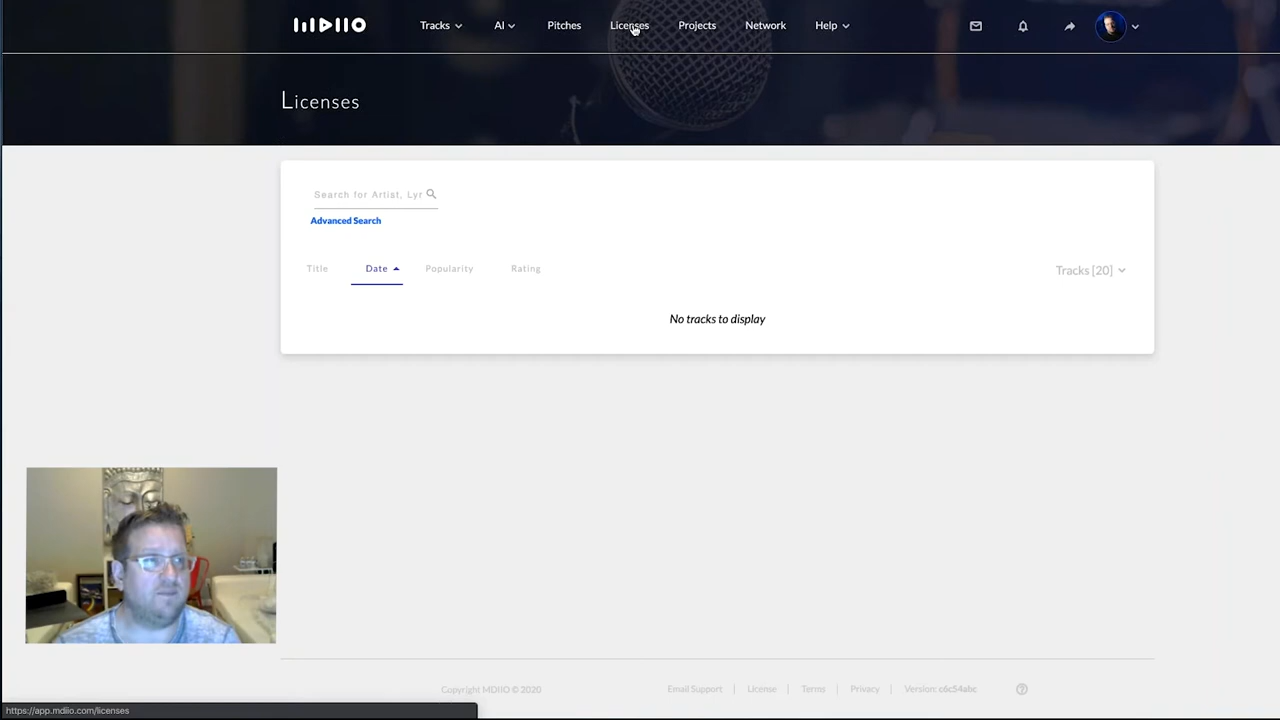 MDIIO
Tracks AI Pitches Licenses Projects Network Help
Licenses
Search for Artist, Lyr
Advanced Search
Title Date Popularity Rating Tracks [20]
No tracks to display
Copyright MDIIO © 2020 Email Support | License | Terms | Privacy | Version: c6c54abc
https://app.mdiio.com/licenses